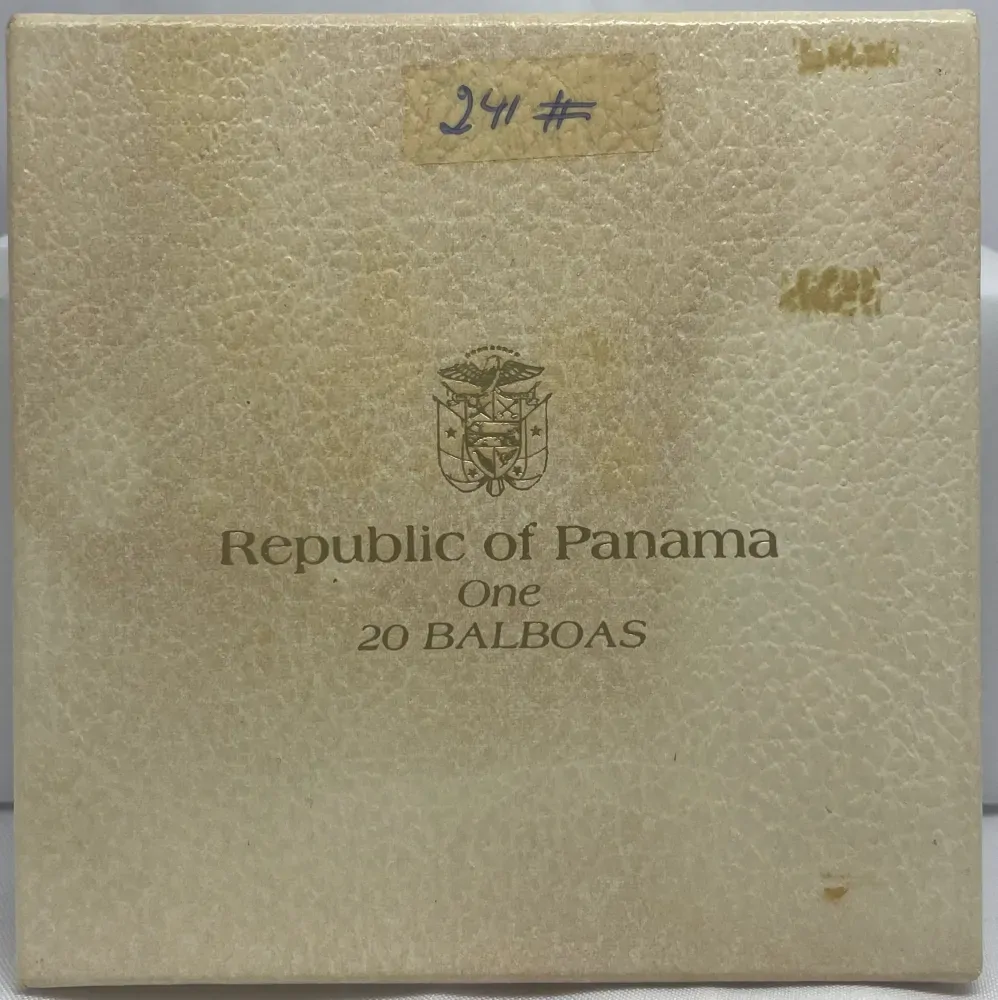 241 #
Republic of Panama
One
20 BALBOAS